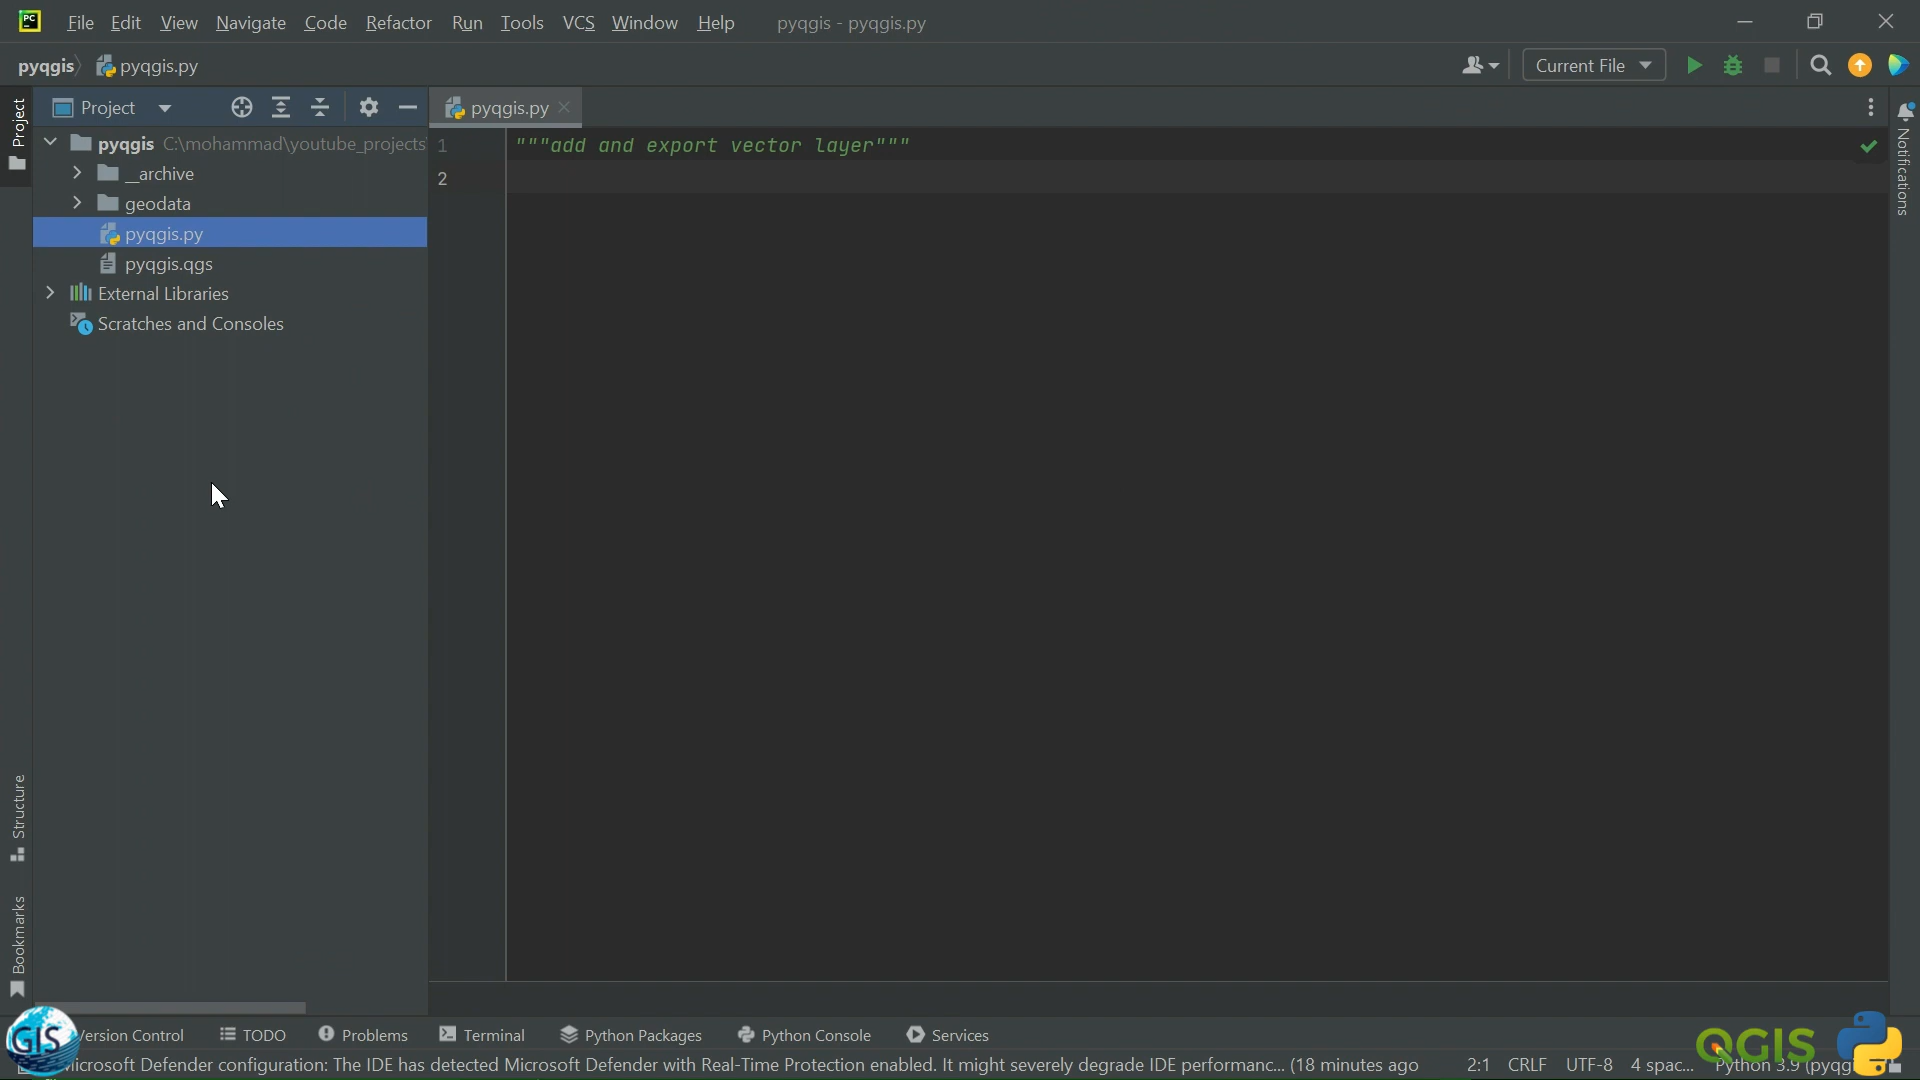 PC
File Edit View Navigate Code Refactor Run Tools VCS Window Help pyqgis - pyqgis.py
pyqgis pyqgis.py
Current File
Project
Project
pyqgis.py
pyqgis C:\mohammad\youtube_projects
__archive
geodata
pyqgis.py
pyqgis.qgs
External Libraries
Scratches and Consoles
1 """add and export vector layer"""
2
Notifications
Structure
Bookmarks
GIS
ersion Control TODO Problems Terminal Python Packages Python Console Services
icrosoft Defender configuration: The IDE has detected Microsoft Defender with Real-Time Protection enabled. It might severely degrade IDE performanc... (18 minutes ago 2:1 CRLF UTF-8 4 spac... Python 3.9 (pyqg
QGIS